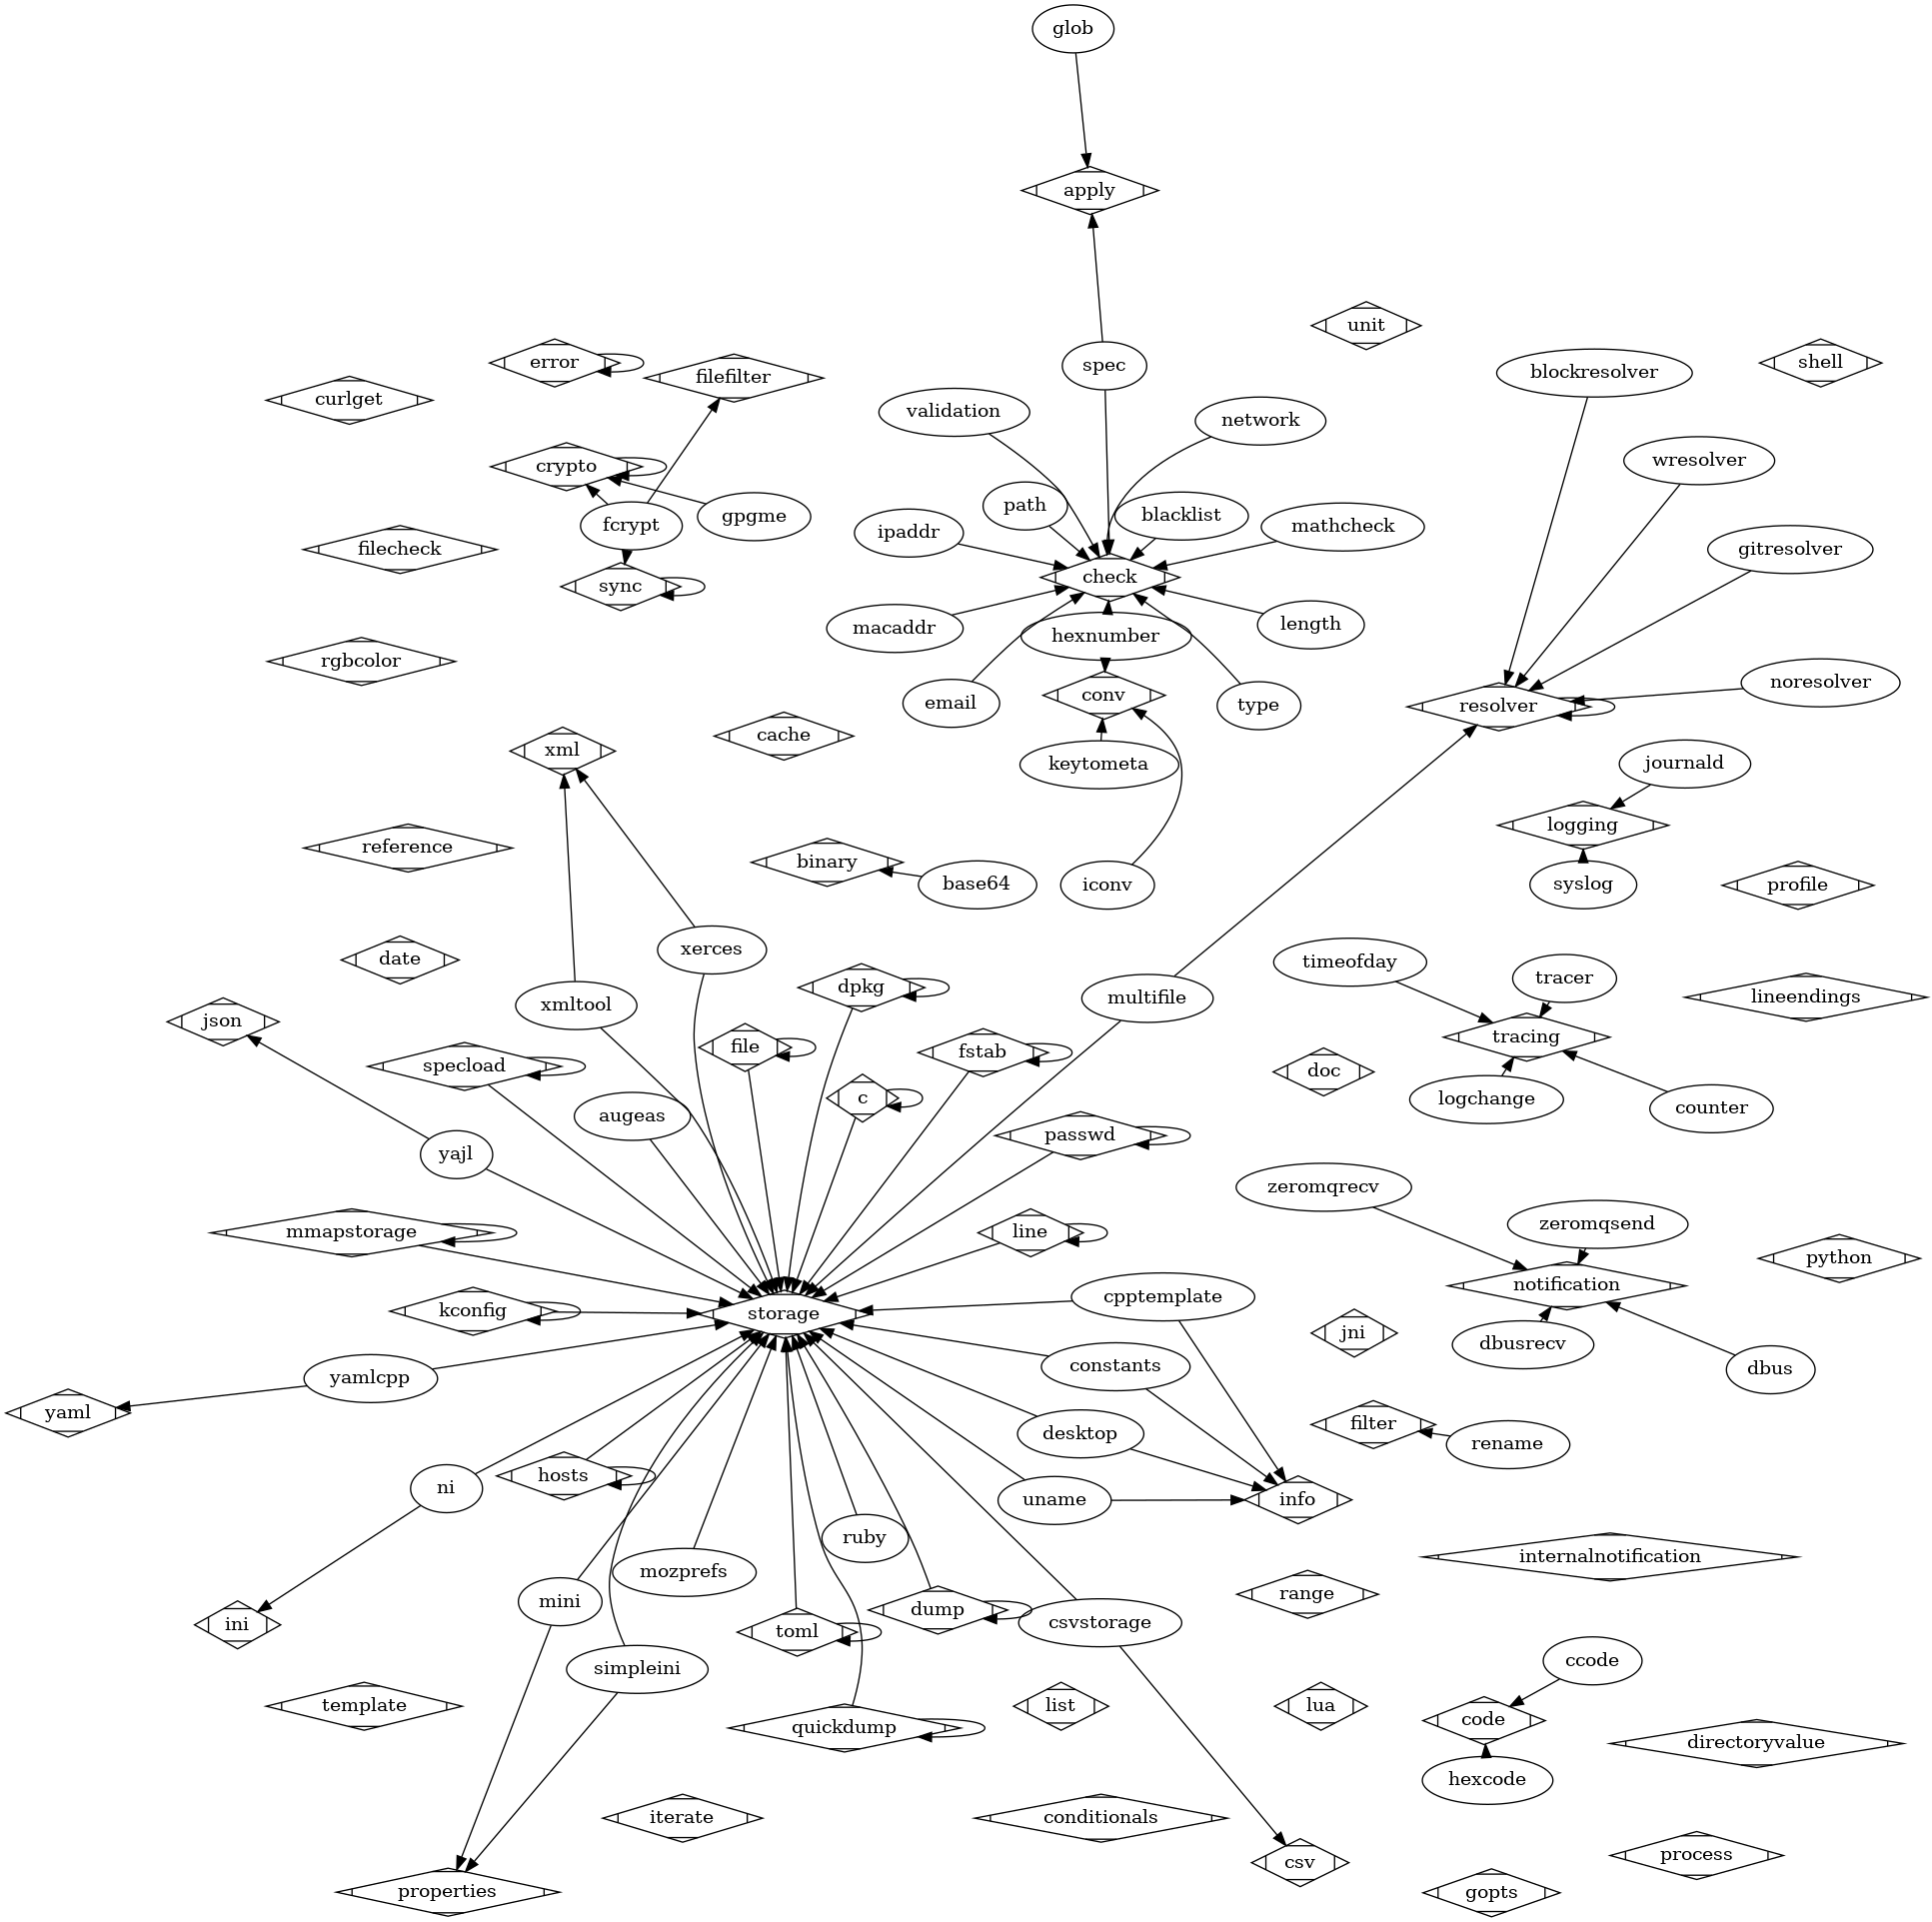 glob
apply
unit
error
shell
spec
blockresolver
filefilter
curlget
validation
network
wresolver
crypto
path
blacklist
gpgme
fcrypt
mathcheck
ipaddr
filecheck
gitresolver
check
sync
length
macaddr
hexnumber
rgbcolor
noresolver
conv
email
type
resolver
cache
xml
keytometa
journald
logging
reference
binary
base64
iconv
syslog
profile
xerces
date
timeofday
tracer
dpkg
multifile
lineendings
xmltool
json
tracing
file
fstab
specload
doc
c
logchange
counter
augeas
passwd
yajl
zeromqrecv
zeromqsend
mmapstorage
line
python
notification
cpptemplate
kconfig
storage
jni
dbusrecv
constants
dbus
yamlcpp
yaml
filter
desktop
rename
hosts
ni
uname
info
ruby
internalnotification
mozprefs
range
mini
dump
csvstorage
ini
toml
ccode
simpleini
template
list
lua
code
quickdump
directoryvalue
hexcode
iterate
conditionals
process
csv
properties
gopts